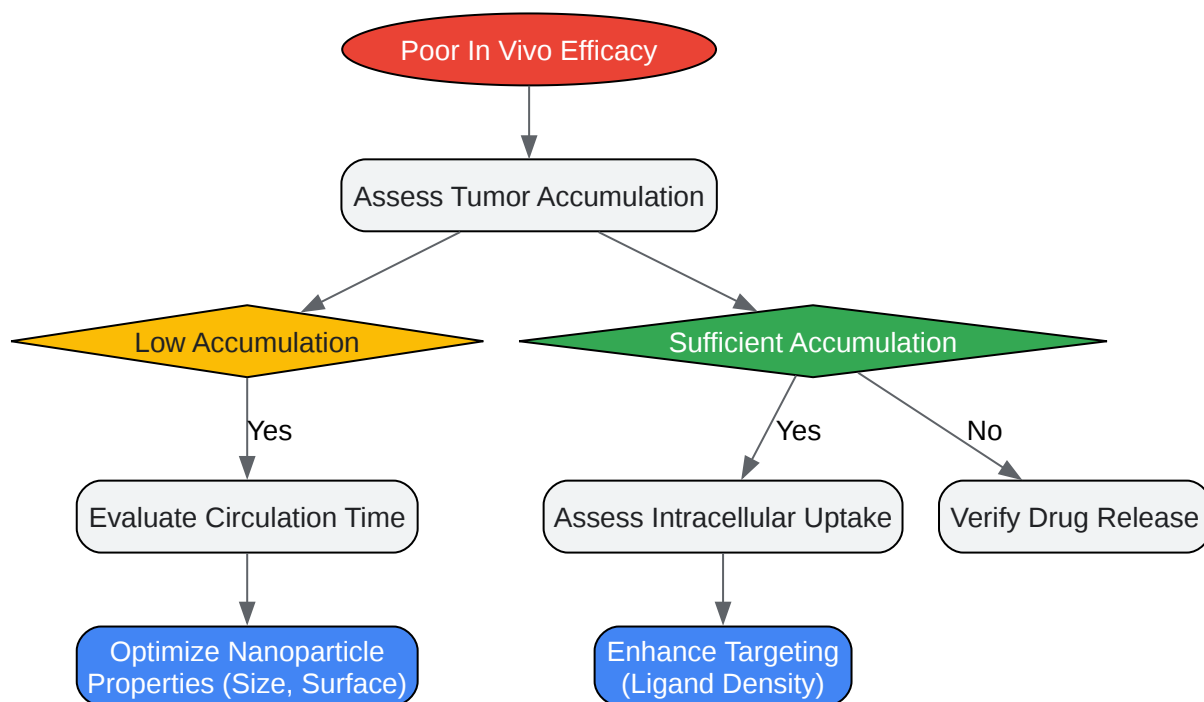 Poor In Vivo Efficacy
Assess Tumor Accumulation
Low Accumulation
Sufficient Accumulation
Yes
Yes
No
Evaluate Circulation Time
Assess Intracellular Uptake
Verify Drug Release
Optimize Nanoparticle
Properties (Size, Surface)
Enhance Targeting
(Ligand Density)